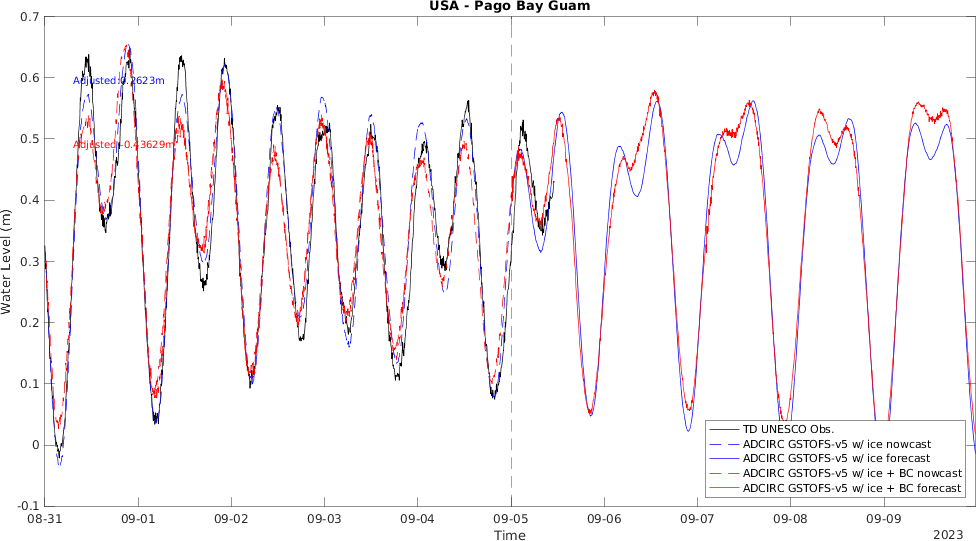 USA - Pago Bay Guam
0.7
0.6
0.5
0.4
0.3
0.2
0.1
0
-0.1
Water Level (m)
Adjusted:0.2623m
Adjusted:-0.43629m
TD UNESCO Obs.
ADCIRC GSTOFS-v5 w/ ice nowcast
ADCIRC GSTOFS-v5 w/ ice forecast
ADCIRC GSTOFS-v5 w/ ice + BC nowcast
ADCIRC GSTOFS-v5 w/ ice + BC forecast
08-31 09-01 09-02 09-03 09-04 09-05 09-06 09-07 09-08 09-09
Time
2023